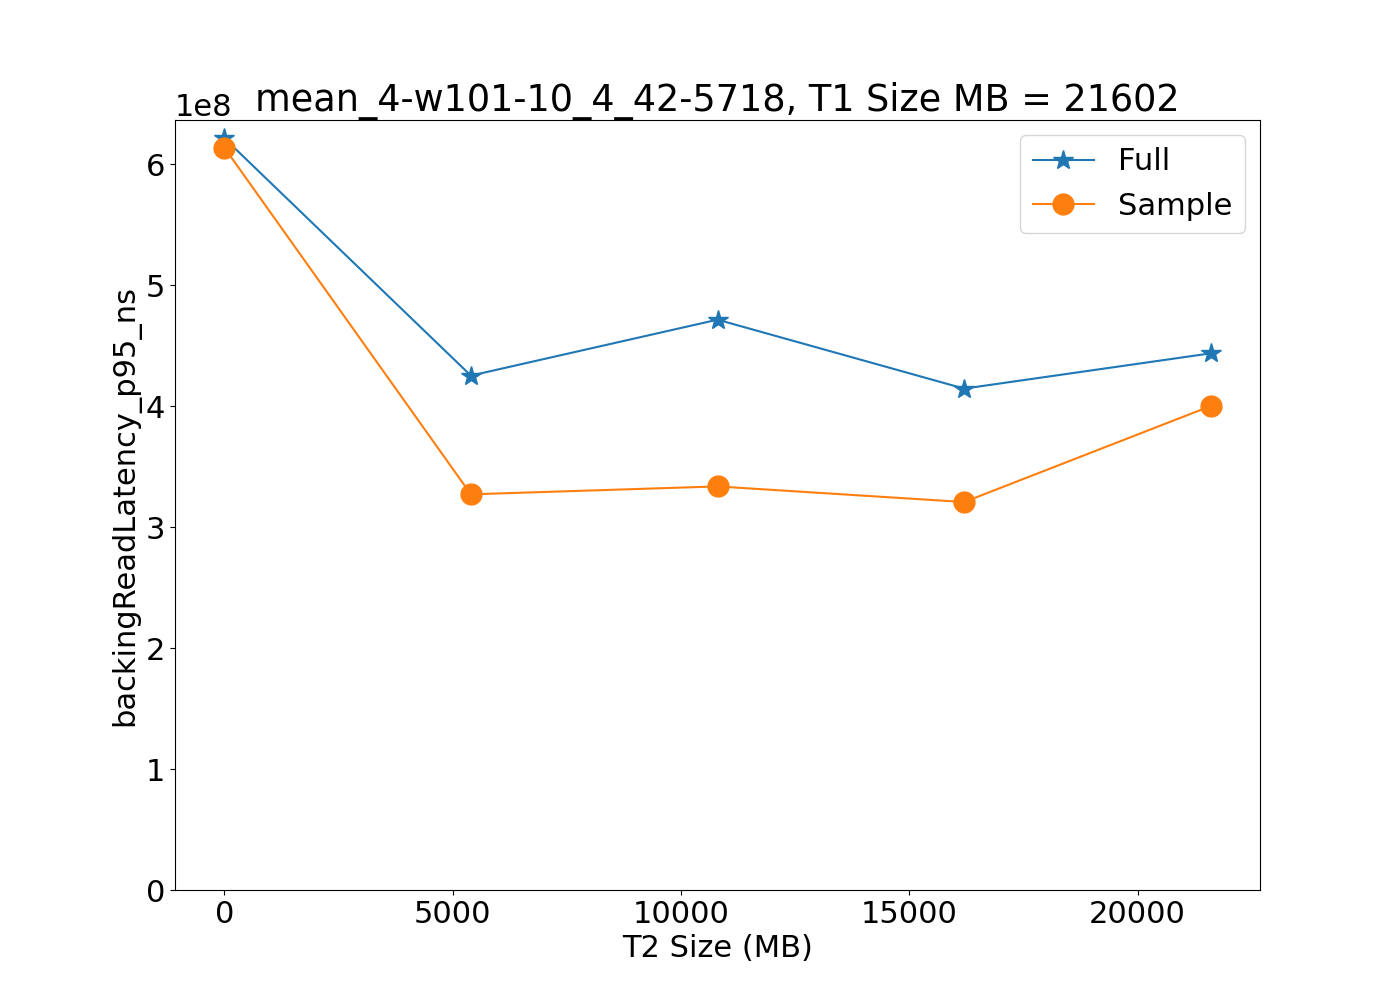 1e8
mean_4-w101-10_4_42-5718, T1 Size MB = 21602
Full
Sample
backingReadLatency_p95_ns
6
5
4
3
2
1
0
0 5000 10000 15000 20000
T2 Size (MB)